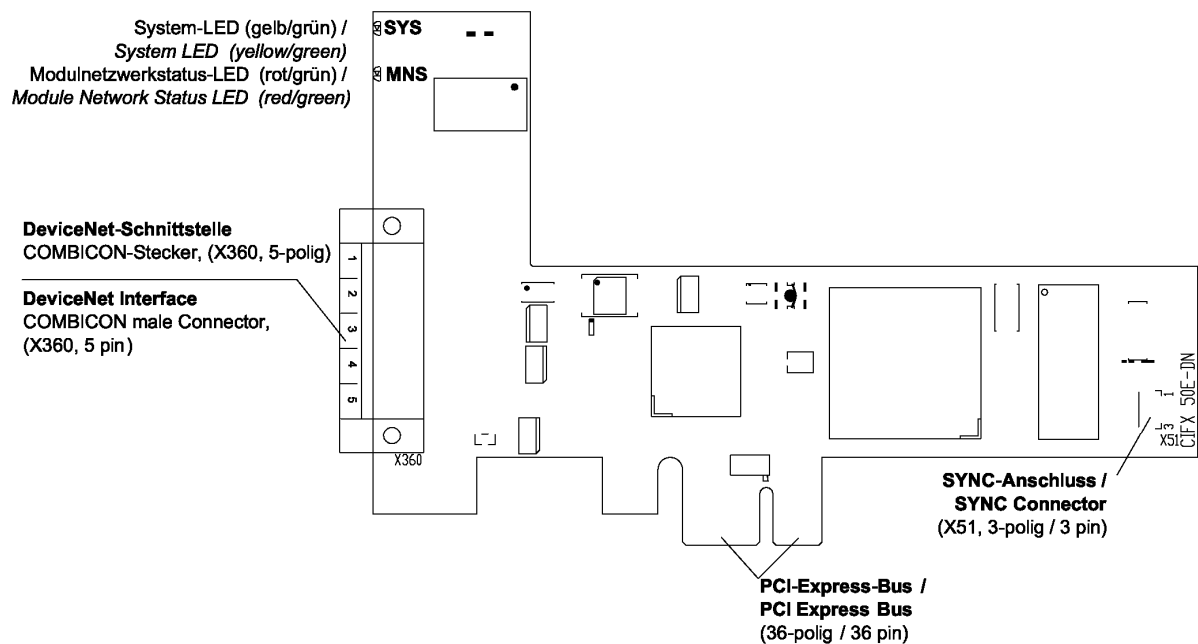 System-LED (gelb/grün) /
System LED (yellow/green)
Modulnetzwerkstatus-LED (rot/grün) /
Module Network Status LED (red/green)
SYS
MNS
DeviceNet-Schnittstelle
COMBICON-Stecker, (X360, 5-polig)
DeviceNet Interface
COMBICON male Connector,
(X360, 5 pin)
1
2
3
4
5
X360
1
3
X51
CIFX 50E-DN
SYNC-Anschluss /
SYNC Connector
(X51, 3-polig / 3 pin)
PCI-Express-Bus /
PCI Express Bus
(36-polig / 36 pin)